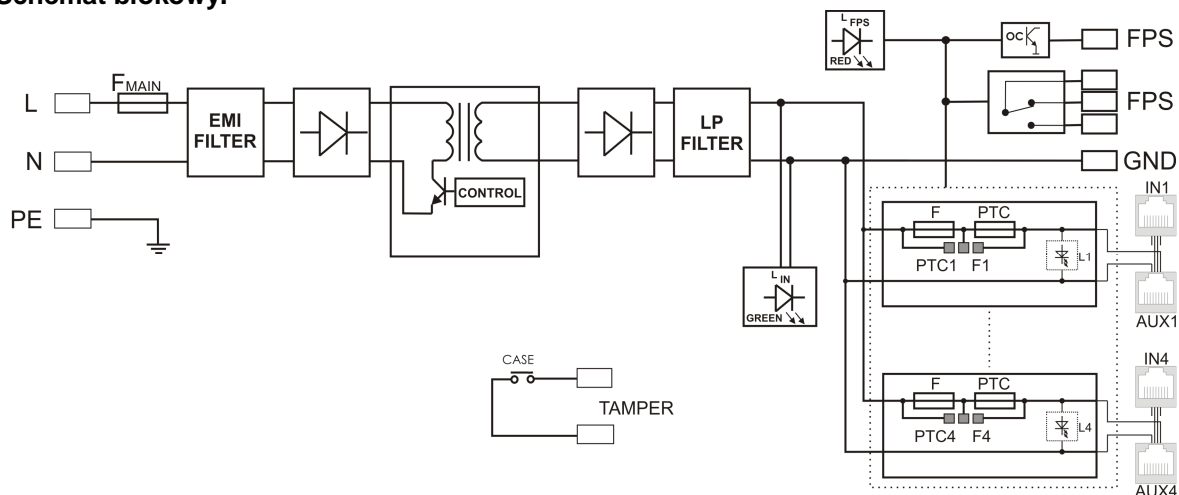 Schemat blokowy:
L FPS
RED
OC
FPS
FPS
GND
L
FMAIN
EMI
FILTER
LP
FILTER
N
CONTROL
PE
L IN
GREEN
IN1
F PTC
PTC1 F1
L1
AUX1
CASE
TAMPER
IN4
F PTC
PTC4 F4
L4
AUX4